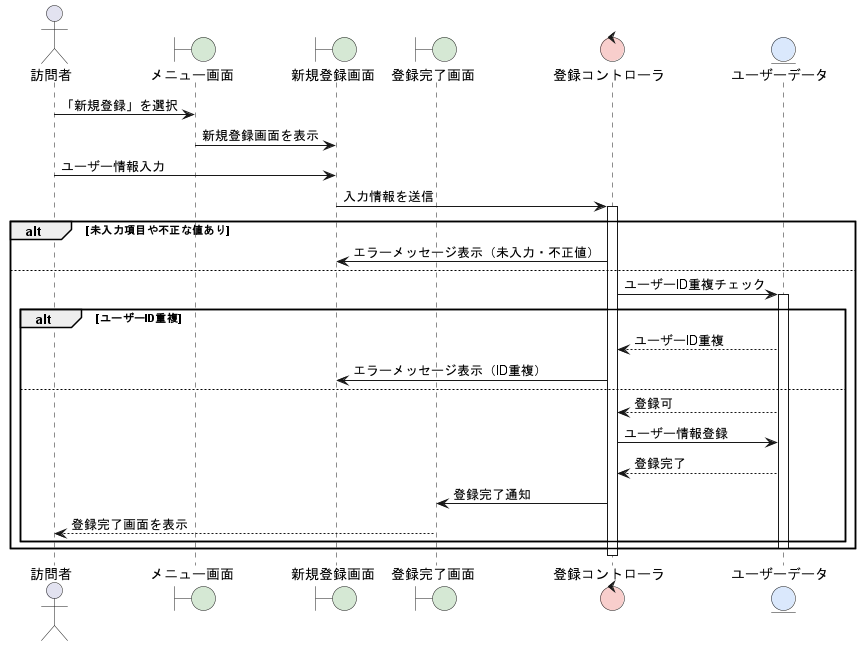 訪問者 メニュー画面 新規登録画面 登録完了画面 登録コントローラ ユーザーデータ
「新規登録」を選択
新規登録画面を表示
ユーザー情報入力
入力情報を送信
alt [未入力項目や不正な値あり]
エラーメッセージ表示（未入力・不正値）
ユーザーID重複チェック
alt [ユーザーID重複]
ユーザーID重複
エラーメッセージ表示（ID重複）
登録可
ユーザー情報登録
登録完了
登録完了通知
登録完了画面を表示
訪問者 メニュー画面 新規登録画面 登録完了画面 登録コントローラ ユーザーデータ